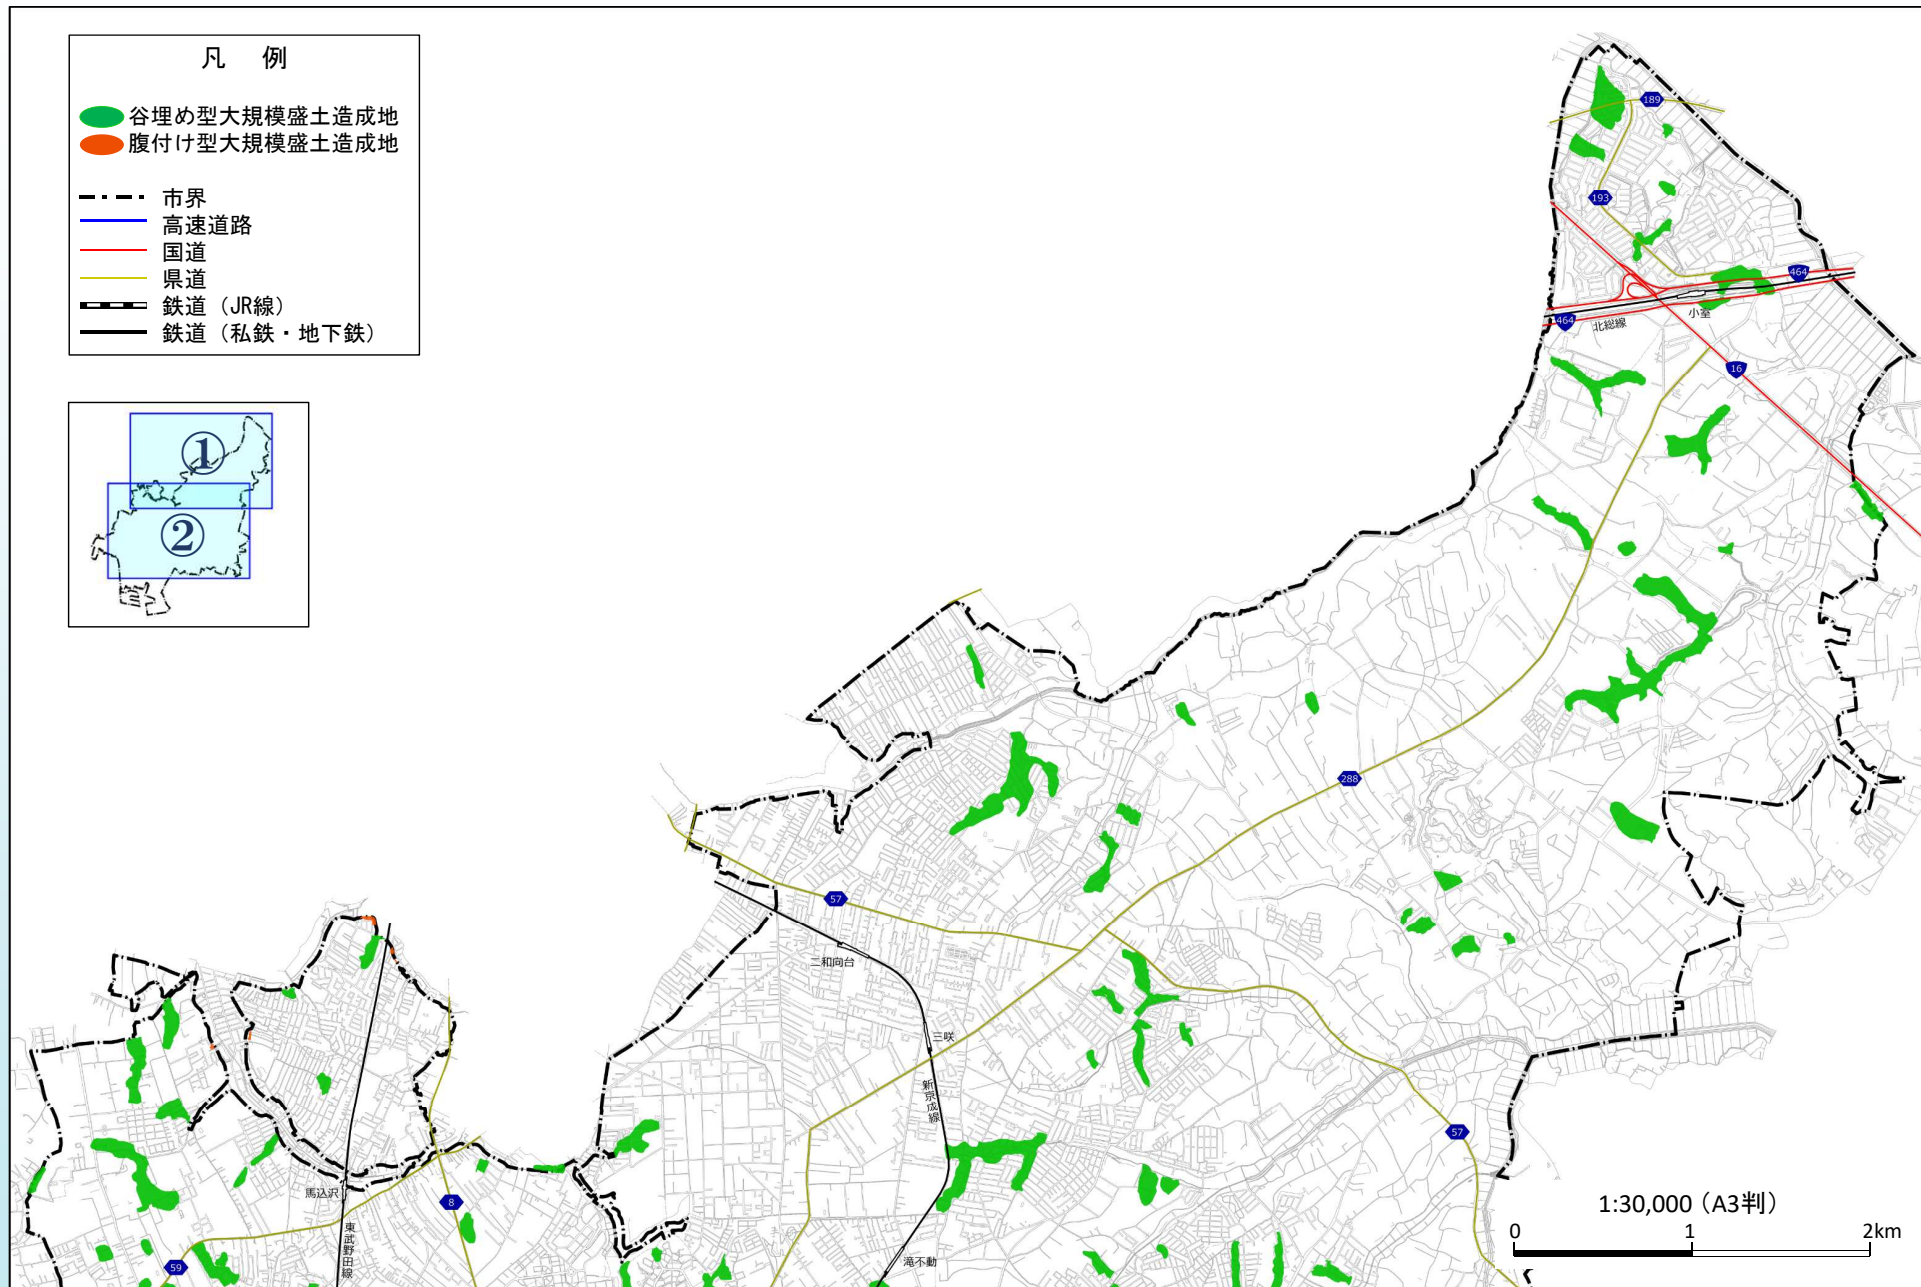 凡 例
谷埋め型大規模盛土造成地
腹付け型大規模盛土造成地
市界
高速道路
国道
県道
鉄道（JR線）
鉄道（私鉄・地下鉄）
①
②
189
193
464
464
北総線
小室
16
288
57
二和向台
三咲
新京成線
57
馬込沢
8
東武野田線
59
滝不動
1:30,000（A3判）
0 1 2km